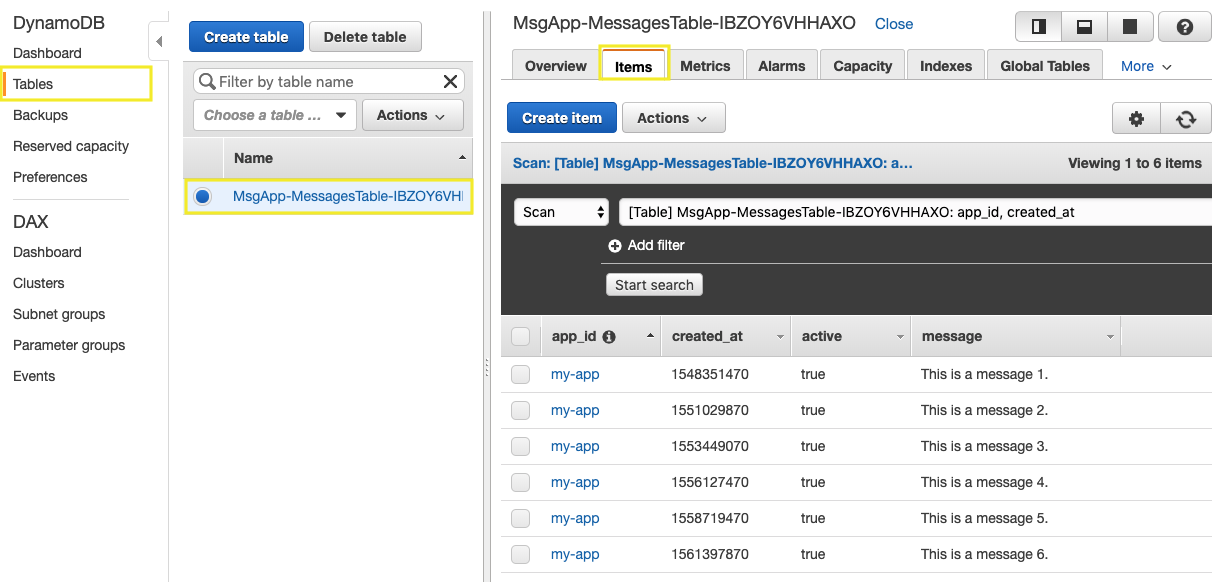 DynamoDB
Dashboard
Tables
Backups
Reserved capacity
Preferences
DAX
Dashboard
Clusters
Subnet groups
Parameter groups
Events
Create table
Delete table
Filter by table name
Choose a table ...
Actions
Name
MsgApp-MessagesTable-IBZOY6VHI
MsgApp-MessagesTable-IBZOY6VHHAXO Close
Overview Items Metrics Alarms Capacity Indexes Global Tables More
Create item Actions
Scan: [Table] MsgApp-MessagesTable-IBZOY6VHHAXO: a... Viewing 1 to 6 items
Scan [Table] MsgApp-MessagesTable-IBZOY6VHHAXO: app_id, created_at
Add filter
Start search
app_id created_at active message
my-app 1548351470 true This is a message 1.
my-app 1551029870 true This is a message 2.
my-app 1553449070 true This is a message 3.
my-app 1556127470 true This is a message 4.
my-app 1558719470 true This is a message 5.
my-app 1561397870 true This is a message 6.